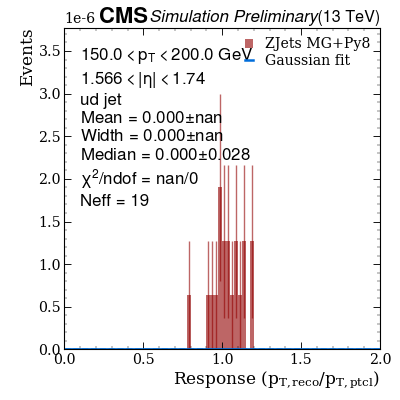 1e-6 CMS Simulation Preliminary (13 TeV)
Events
150.0 < p_T < 200.0 GeV
1.566 < |η| < 1.74
ud jet
Mean = 0.000±nan
Width = 0.000±nan
Median = 0.000±0.028
χ²/ndof = nan/0
Neff = 19
ZJets MG+Py8
Gaussian fit
3.5
3.0
2.5
2.0
1.5
1.0
0.5
0.0
0.0 0.5 1.0 1.5 2.0
Response (p_T,reco/p_T,ptcl)